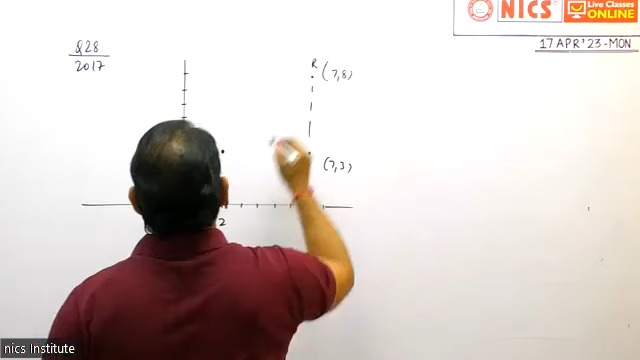 NICS
Live Classes
ONLINE
17 APR'23-MON
Q28
2017
R (7,8)
(7,3)
2
nics Institute